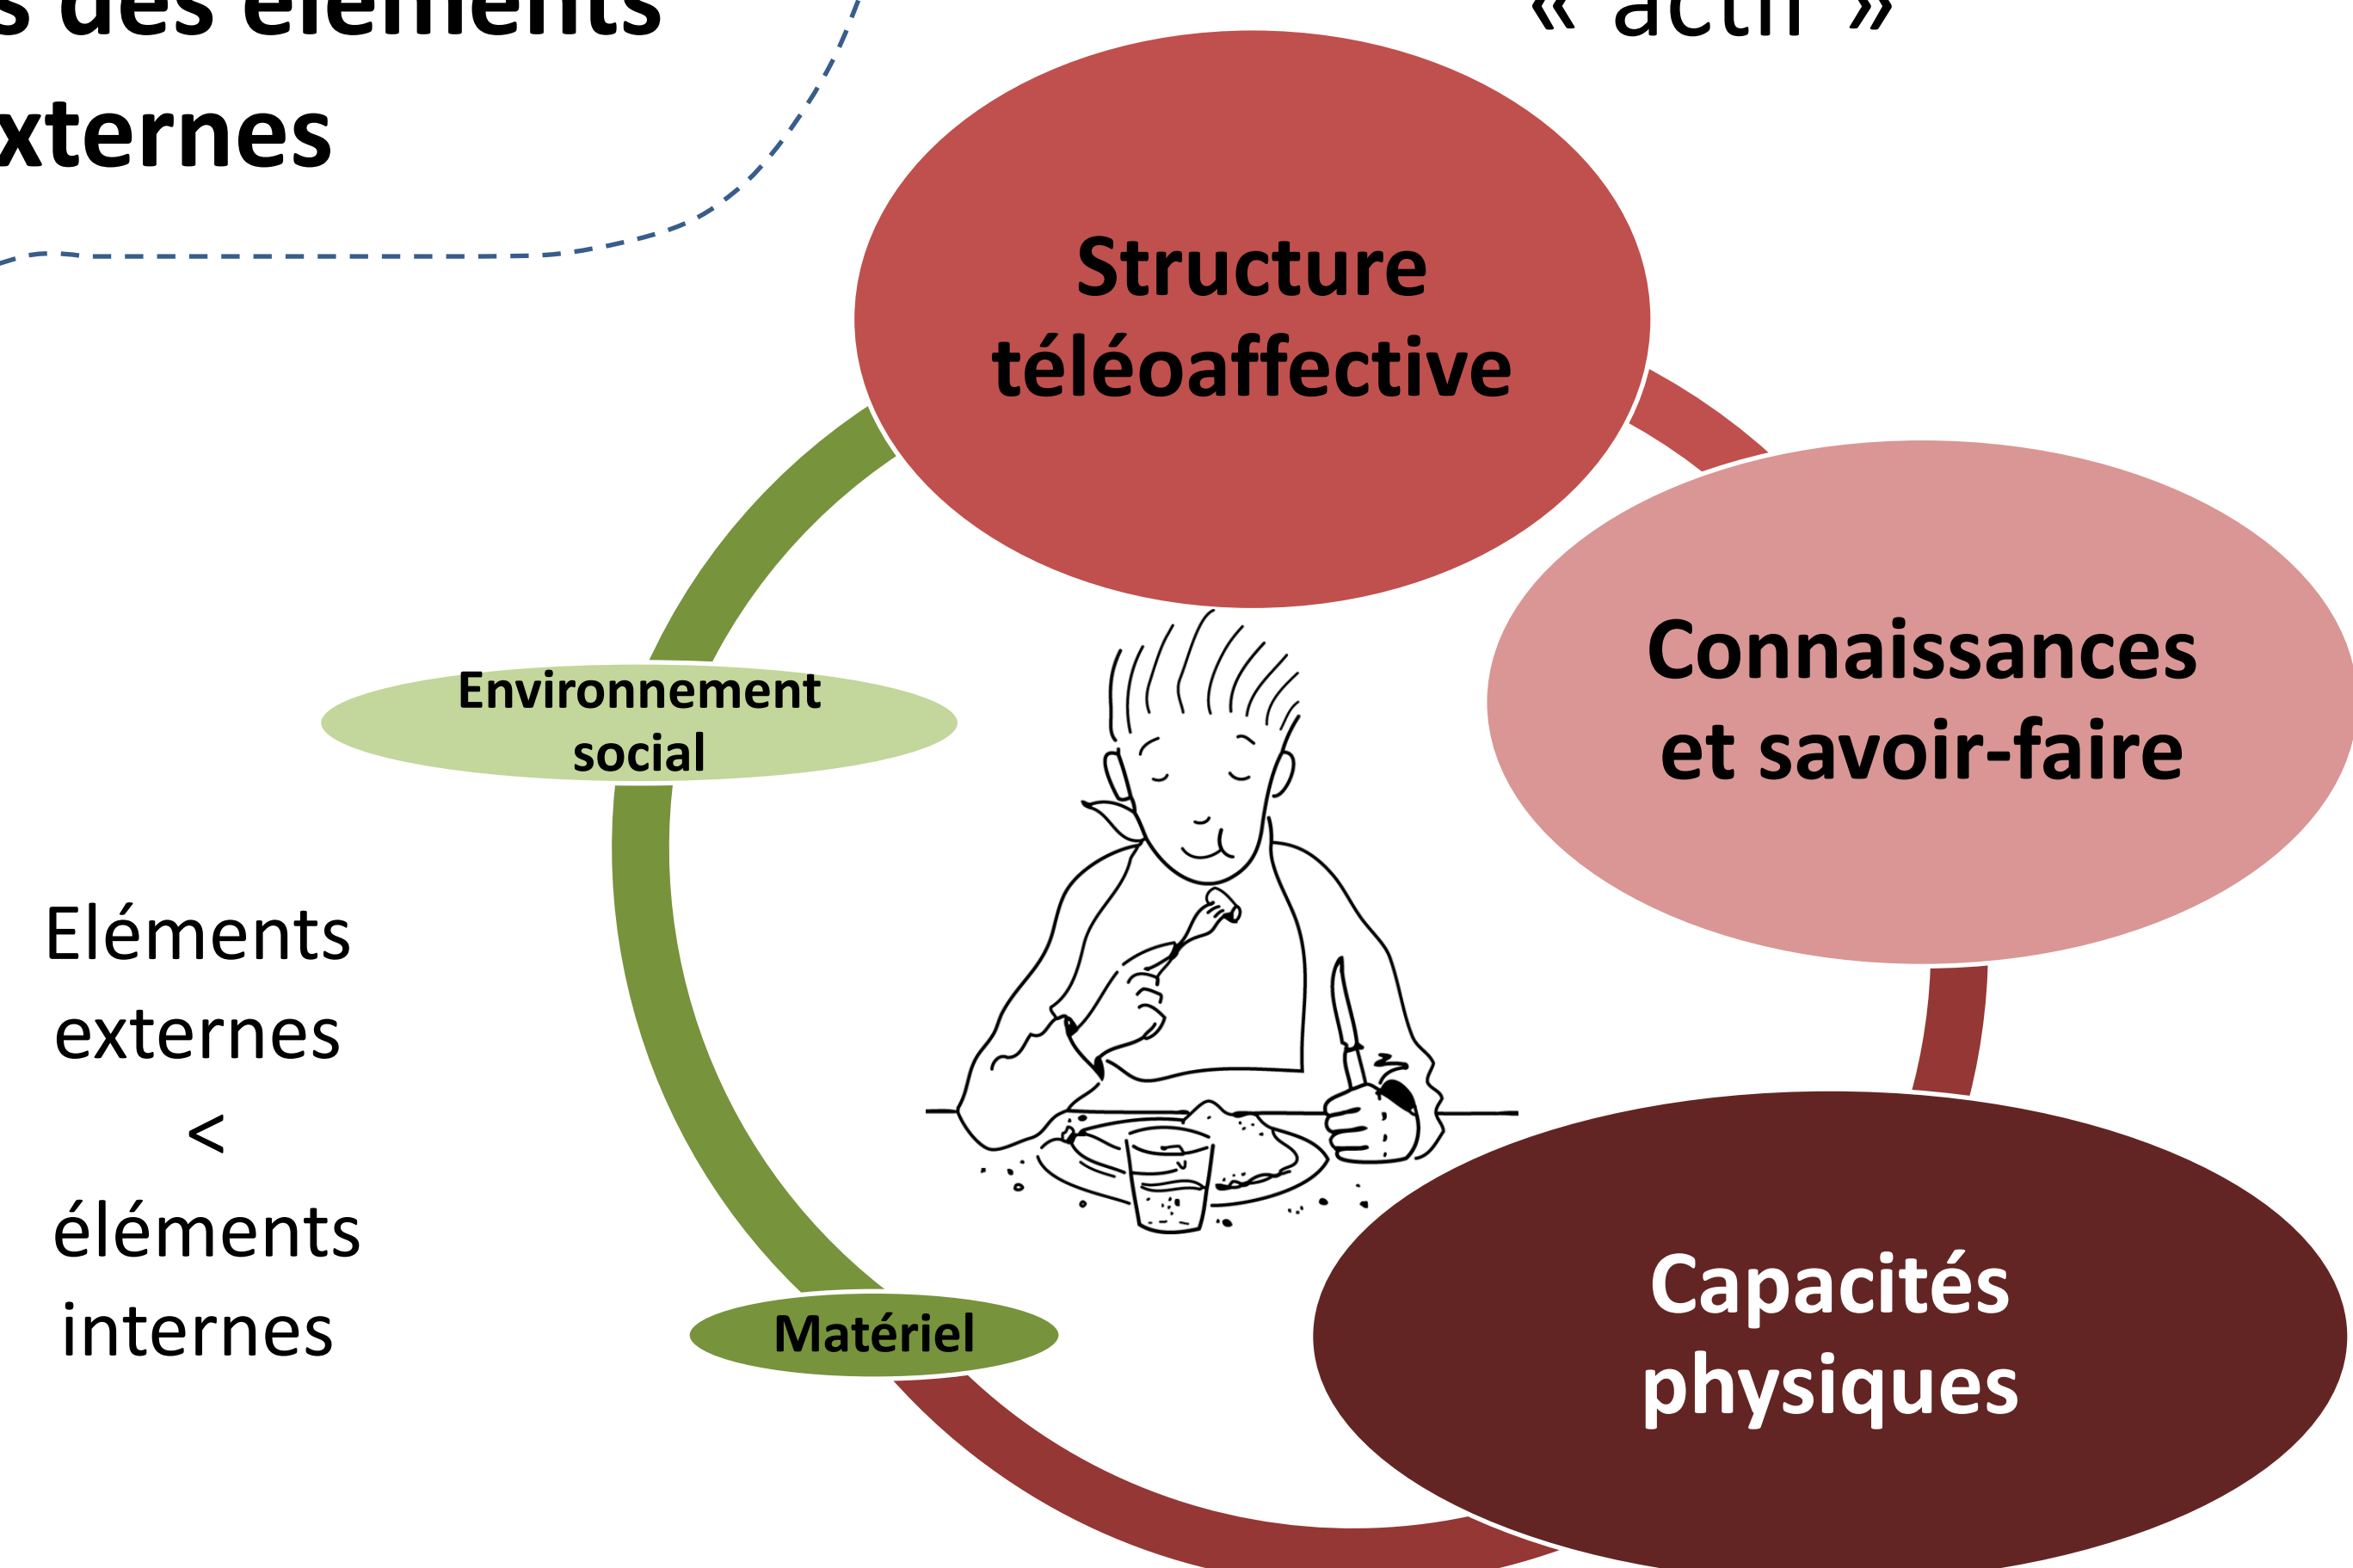 des éléments
« actif »
xternes
Structure
téléoaffective
Connaissances
et savoir-faire
Environnement
social
Eléments
externes
<
éléments
internes
Capacités
physiques
Matériel